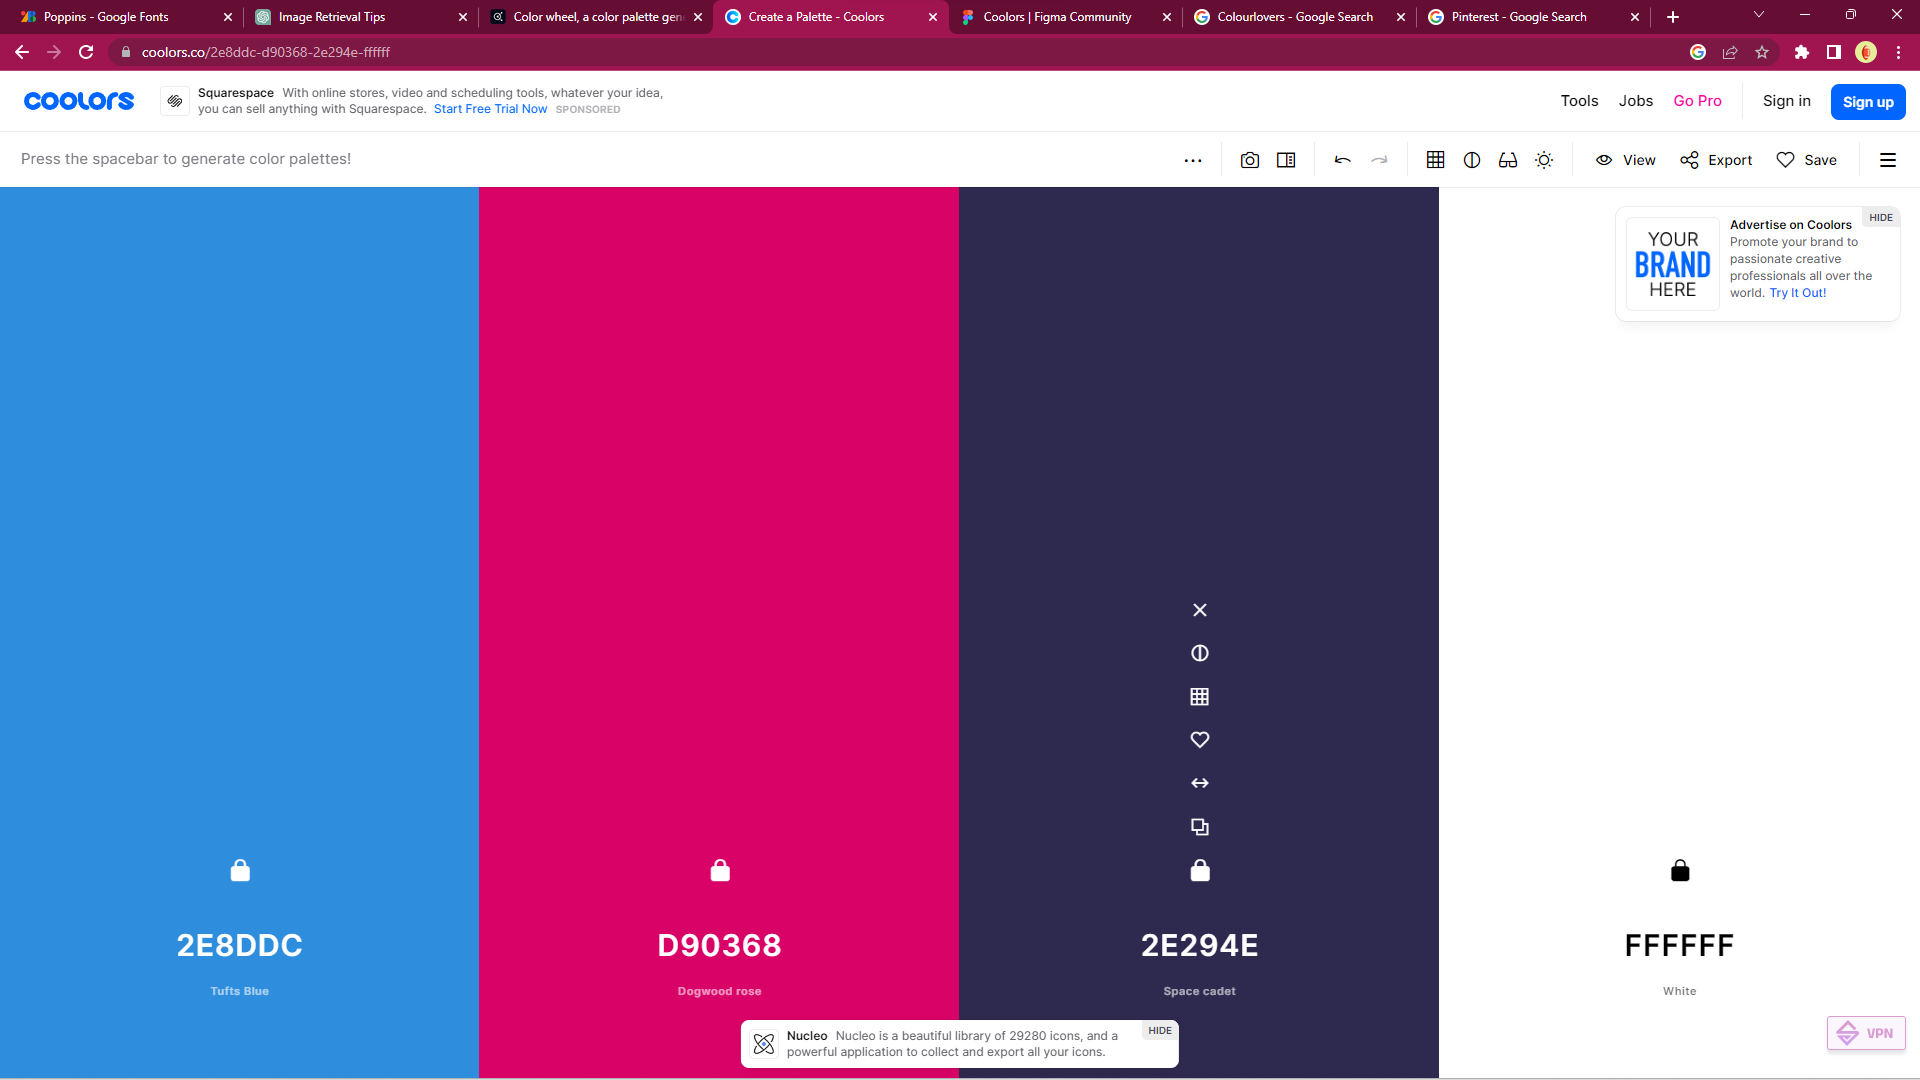 Poppins - Google Fonts
Image Retrieval Tips
Color wheel, a color palette gen
Create a Palette - Coolors
Coolors | Figma Community
Colourlovers - Google Search
Pinterest - Google Search
coolors.co/2e8ddc-d90368-2e294e-ffffff
coolors
Squarespace With online stores, video and scheduling tools, whatever your idea,
you can sell anything with Squarespace. Start Free Trial Now SPONSORED
Tools
Jobs
Go Pro
Sign in
Sign up
Press the spacebar to generate color palettes!
View
Export
Save
HIDE
YOUR
BRAND
HERE
Advertise on Coolors
Promote your brand to
passionate creative
professionals all over the
world. Try It Out!
2E8DDC
Tufts Blue
D90368
Dogwood rose
2E294E
Space cadet
FFFFFF
White
Nucleo Nucleo is a beautiful library of 29280 icons, and a
powerful application to collect and export all your icons.
HIDE
VPN